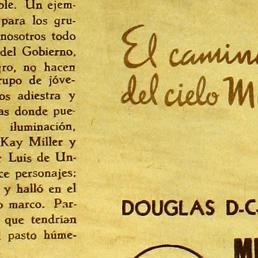 ble. Un ejem-
para los gru-
nosotros todo
del Gobierno,
ro, no hacen
rupo de jóve-
os adiestra y
as donde pue-
iluminación,
Kay Miller y
Luis de Un-
ce personajes:
y halló en el
o marco. Par-
que tendrían
pasto húme-
El camin
del cielo M
DOUGLAS D-C-